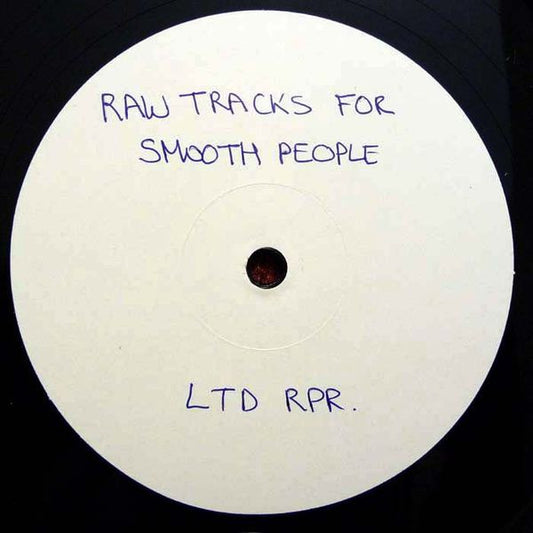 RAW TRACKS FOR
SMOOTH PEOPLE
LTD RPR.